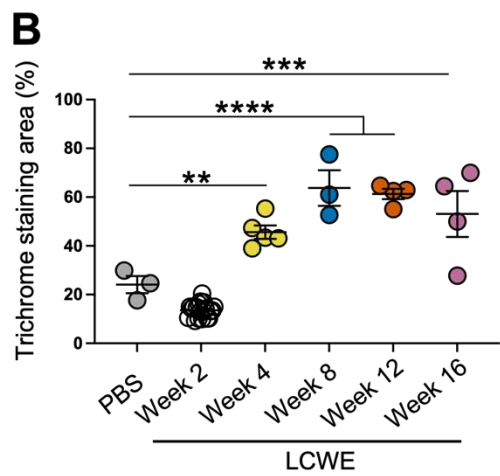 B
***
****
**
Trichrome staining area (%)
100
80
60
40
20
0
PBS
Week 2
Week 4
Week 8
Week 12
Week 16
LCWE